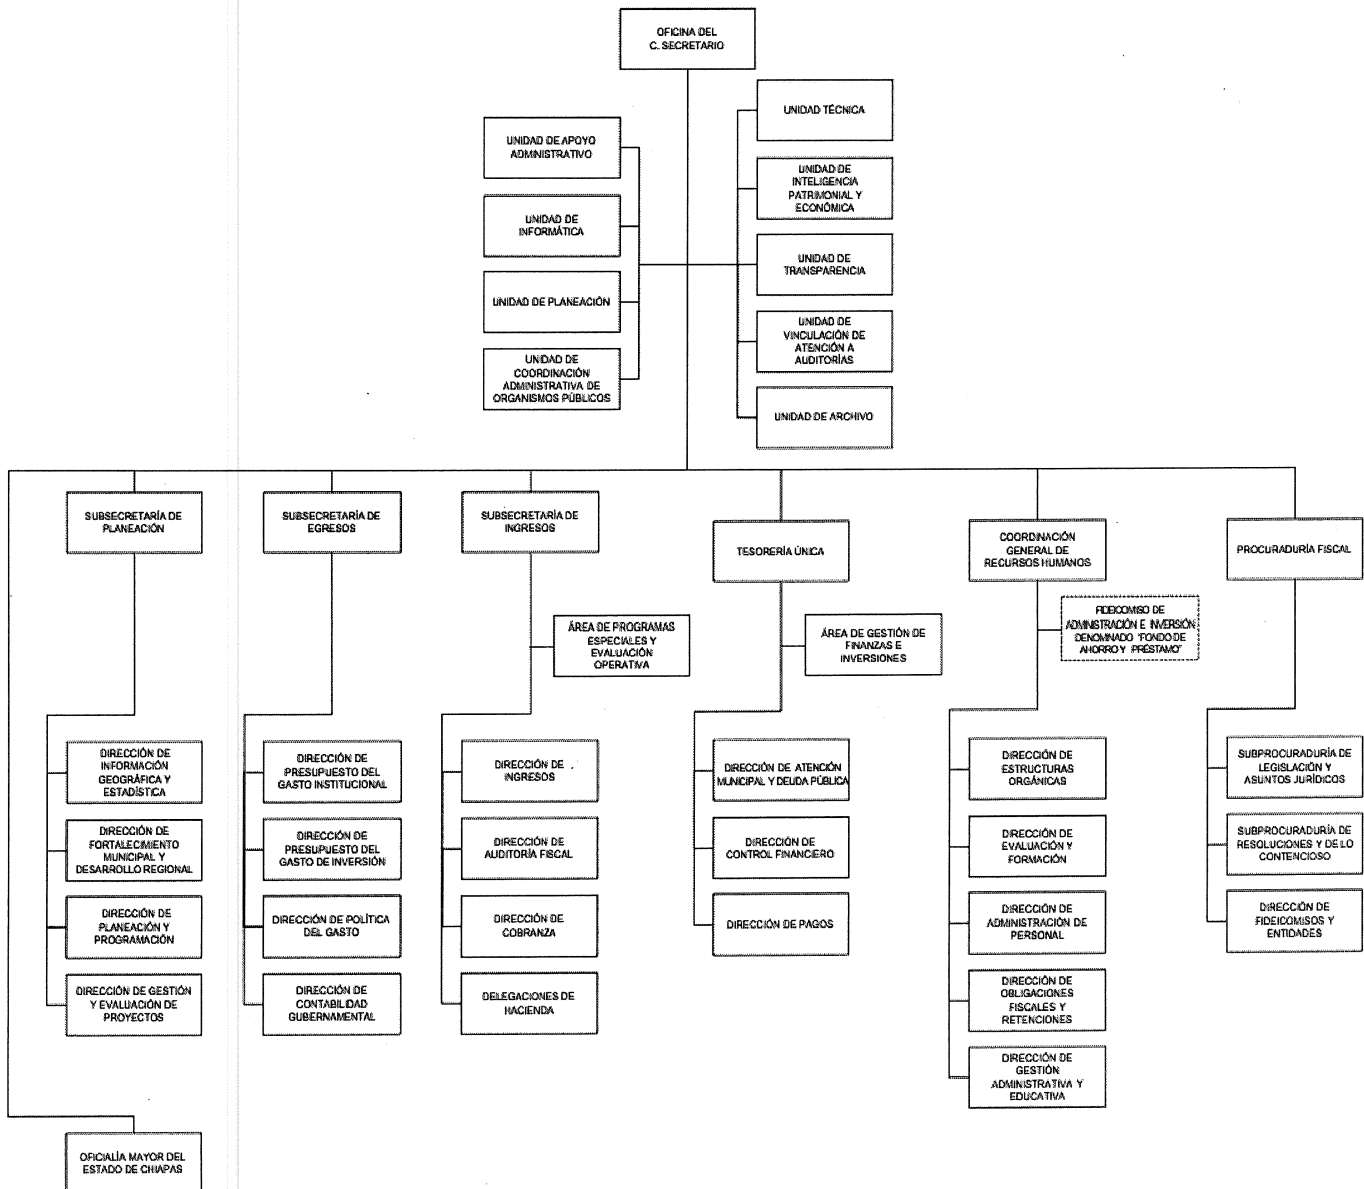 OFICINA DEL
C. SECRETARIO
UNIDAD DE APOYO
ADMINISTRATIVO
UNIDAD DE
INFORMÁTICA
UNIDAD DE PLANEACIÓN
UNIDAD DE
COORDINACIÓN
ADMINISTRATIVA DE
ORGANISMOS PÚBLICOS
UNIDAD TÉCNICA
UNIDAD DE
INTELIGENCIA
PATRIMONIAL Y
ECONÓMICA
UNIDAD DE
TRANSPARENCIA
UNIDAD DE
VINCULACIÓN DE
ATENCIÓN A
AUDITORÍAS
UNIDAD DE ARCHIVO
SUBSECRETARÍA DE
PLANEACIÓN
DIRECCIÓN DE
INFORMACIÓN
GEOGRÁFICA Y
ESTADÍSTICA
DIRECCIÓN DE
FORTALECIMIENTO
MUNICIPAL Y
DESARROLLO REGIONAL
DIRECCIÓN DE
PLANEACIÓN Y
PROGRAMACIÓN
DIRECCIÓN DE GESTIÓN
Y EVALUACIÓN DE
PROYECTOS
SUBSECRETARÍA DE
EGRESOS
DIRECCIÓN DE
PRESUPUESTO DEL
GASTO INSTITUCIONAL
DIRECCIÓN DE
PRESUPUESTO DEL
GASTO DE INVERSIÓN
DIRECCIÓN DE POLÍTICA
DEL GASTO
DIRECCIÓN DE
CONTABILIDAD
GUBERNAMENTAL
SUBSECRETARÍA DE
INGRESOS
ÁREA DE PROGRAMAS
ESPECIALES Y
EVALUACIÓN
OPERATIVA
DIRECCIÓN DE
INGRESOS
DIRECCIÓN DE
AUDITORÍA FISCAL
DIRECCIÓN DE
COBRANZA
DELEGACIONES DE
HACIENDA
TESORERÍA ÚNICA
ÁREA DE GESTIÓN DE
FINANZAS E
INVERSIONES
DIRECCIÓN DE ATENCIÓN
MUNICIPAL Y DEUDA PÚBLICA
DIRECCIÓN DE
CONTROL FINANCIERO
DIRECCIÓN DE PAGOS
COORDINACIÓN
GENERAL DE
RECURSOS HUMANOS
FIDEICOMISO DE
ADMINISTRACIÓN E INVERSIÓN
DENOMINADO "FONDO DE
AHORRO Y PRÉSTAMO"
DIRECCIÓN DE
ESTRUCTURAS
ORGÁNICAS
DIRECCIÓN DE
EVALUACIÓN Y
FORMACIÓN
DIRECCIÓN DE
ADMINISTRACIÓN DE
PERSONAL
DIRECCIÓN DE
OBLIGACIONES
FISCALES Y
RETENCIONES
DIRECCIÓN DE
GESTIÓN
ADMINISTRATIVA Y
EDUCATIVA
PROCURADURÍA FISCAL
SUBPROCURADURÍA DE
LEGISLACIÓN Y
ASUNTOS JURÍDICOS
SUBPROCURADURÍA DE
RESOLUCIONES Y DE LO
CONTENCIOSO
DIRECCIÓN DE
FIDEICOMISOS Y
ENTIDADES
OFICIALÍA MAYOR DEL
ESTADO DE CHIAPAS